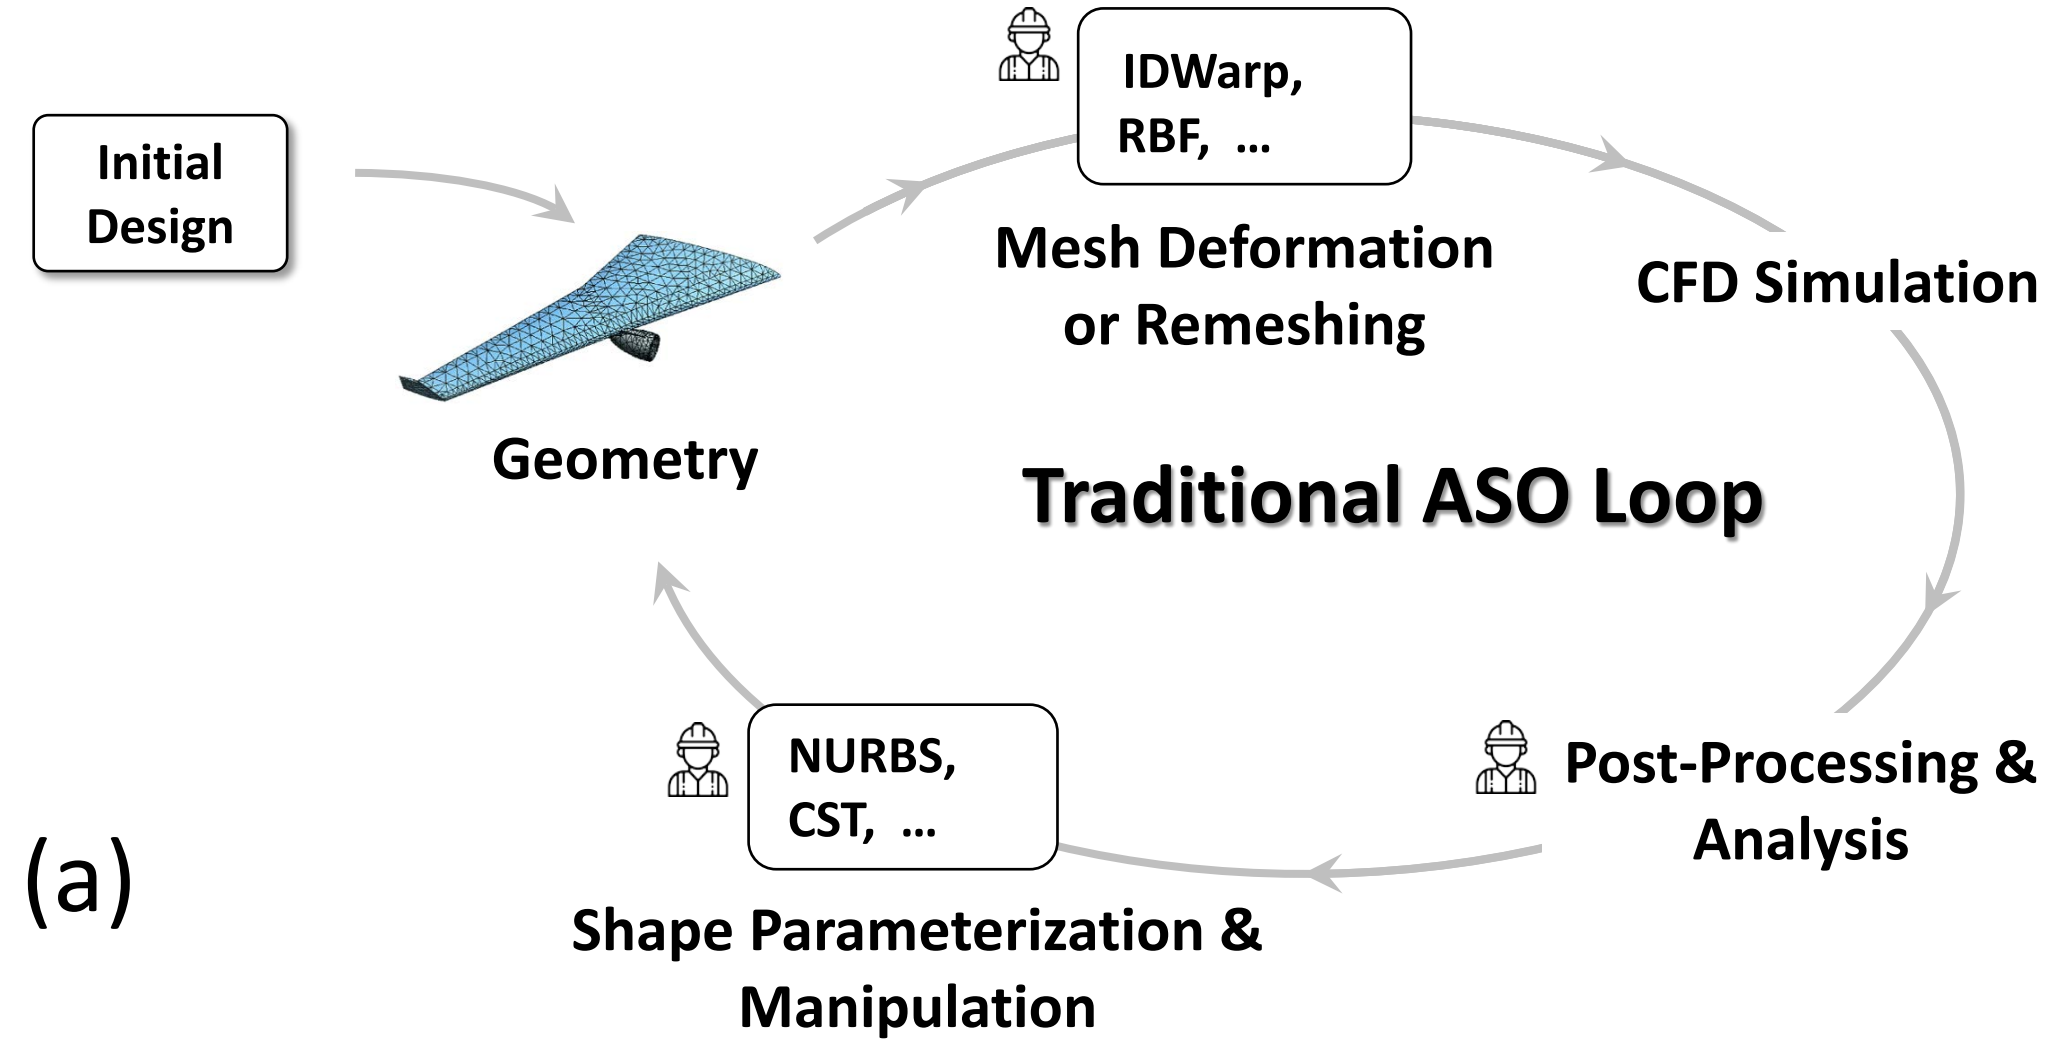 Initial
Design
IDWarp,
RBF, ...
Mesh Deformation
or Remeshing
CFD Simulation
Geometry
Traditional ASO Loop
Post-Processing &
Analysis
NURBS,
CST, ...
Shape Parameterization &
Manipulation
(a)